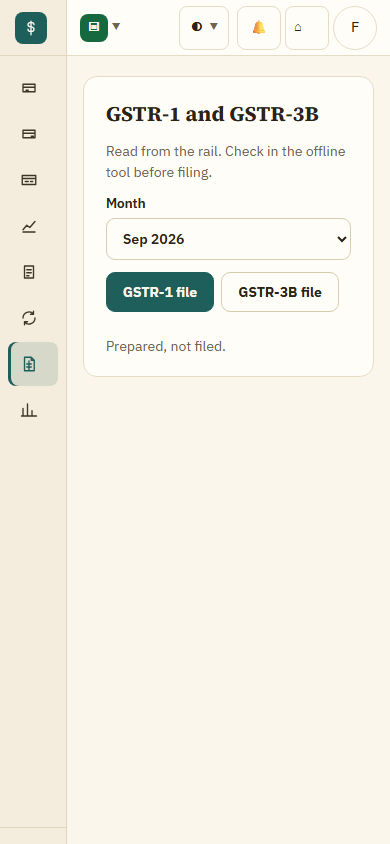 $
F
GSTR-1 and GSTR-3B
Read from the rail. Check in the offline
tool before filing.
Month
Sep 2026
GSTR-1 file
GSTR-3B file
Prepared, not filed.